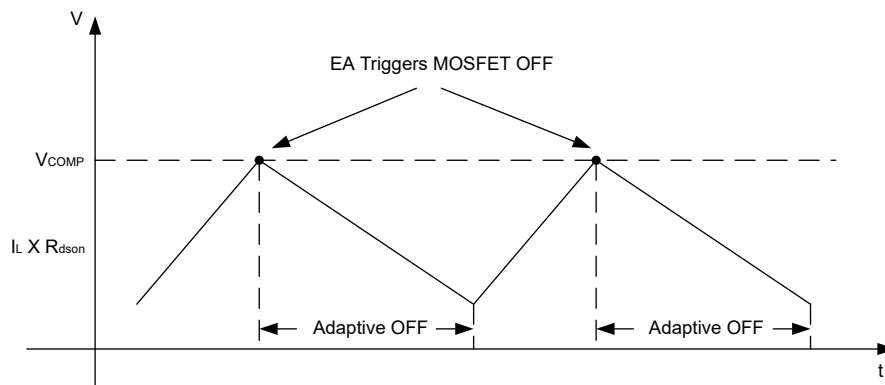 V
EA Triggers MOSFET OFF
VCOMP
IL X Rdson
Adaptive OFF
Adaptive OFF
t